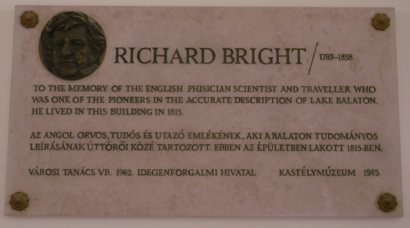 RICHARD BRIGHT / 1789-1858
TO THE MEMORY OF THE ENGLISH PHISICIAN SCIENTIST AND TRAVELLER WHO
WAS ONE OF THE PIONEERS IN THE ACCURATE DESCRIPTION OF LAKE BALATON.
HE LIVED IN THIS BUILDING IN 1815.
AZ ANGOL ORVOS, TUDÓS ÉS UTAZÓ EMLÉKÉNEK, AKI A BALATON TUDOMÁNYOS
LEÍRÁSÁNAK ÚTTÖRŐI KÖZÉ TARTOZOTT. EBBEN AZ ÉPÜLETBEN LAKOTT 1815-BEN.
VÁROSI TANÁCS VB. 1982. IDEGENFORGALMI HIVATAL KASTÉLYMÚZEUM 1985.